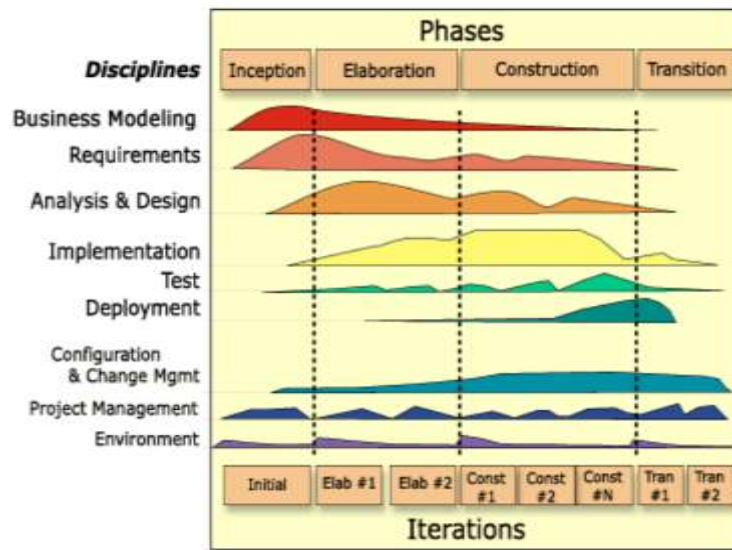 Phases
Disciplines
Inception
Elaboration
Construction
Transition
Business Modeling
Requirements
Analysis & Design
Implementation
Test
Deployment
Configuration
& Change Mgmt
Project Management
Environment
Initial
Elab #1
Elab #2
Const
#1
Const
#2
Const
#N
Tran
#1
Tran
#2
Iterations